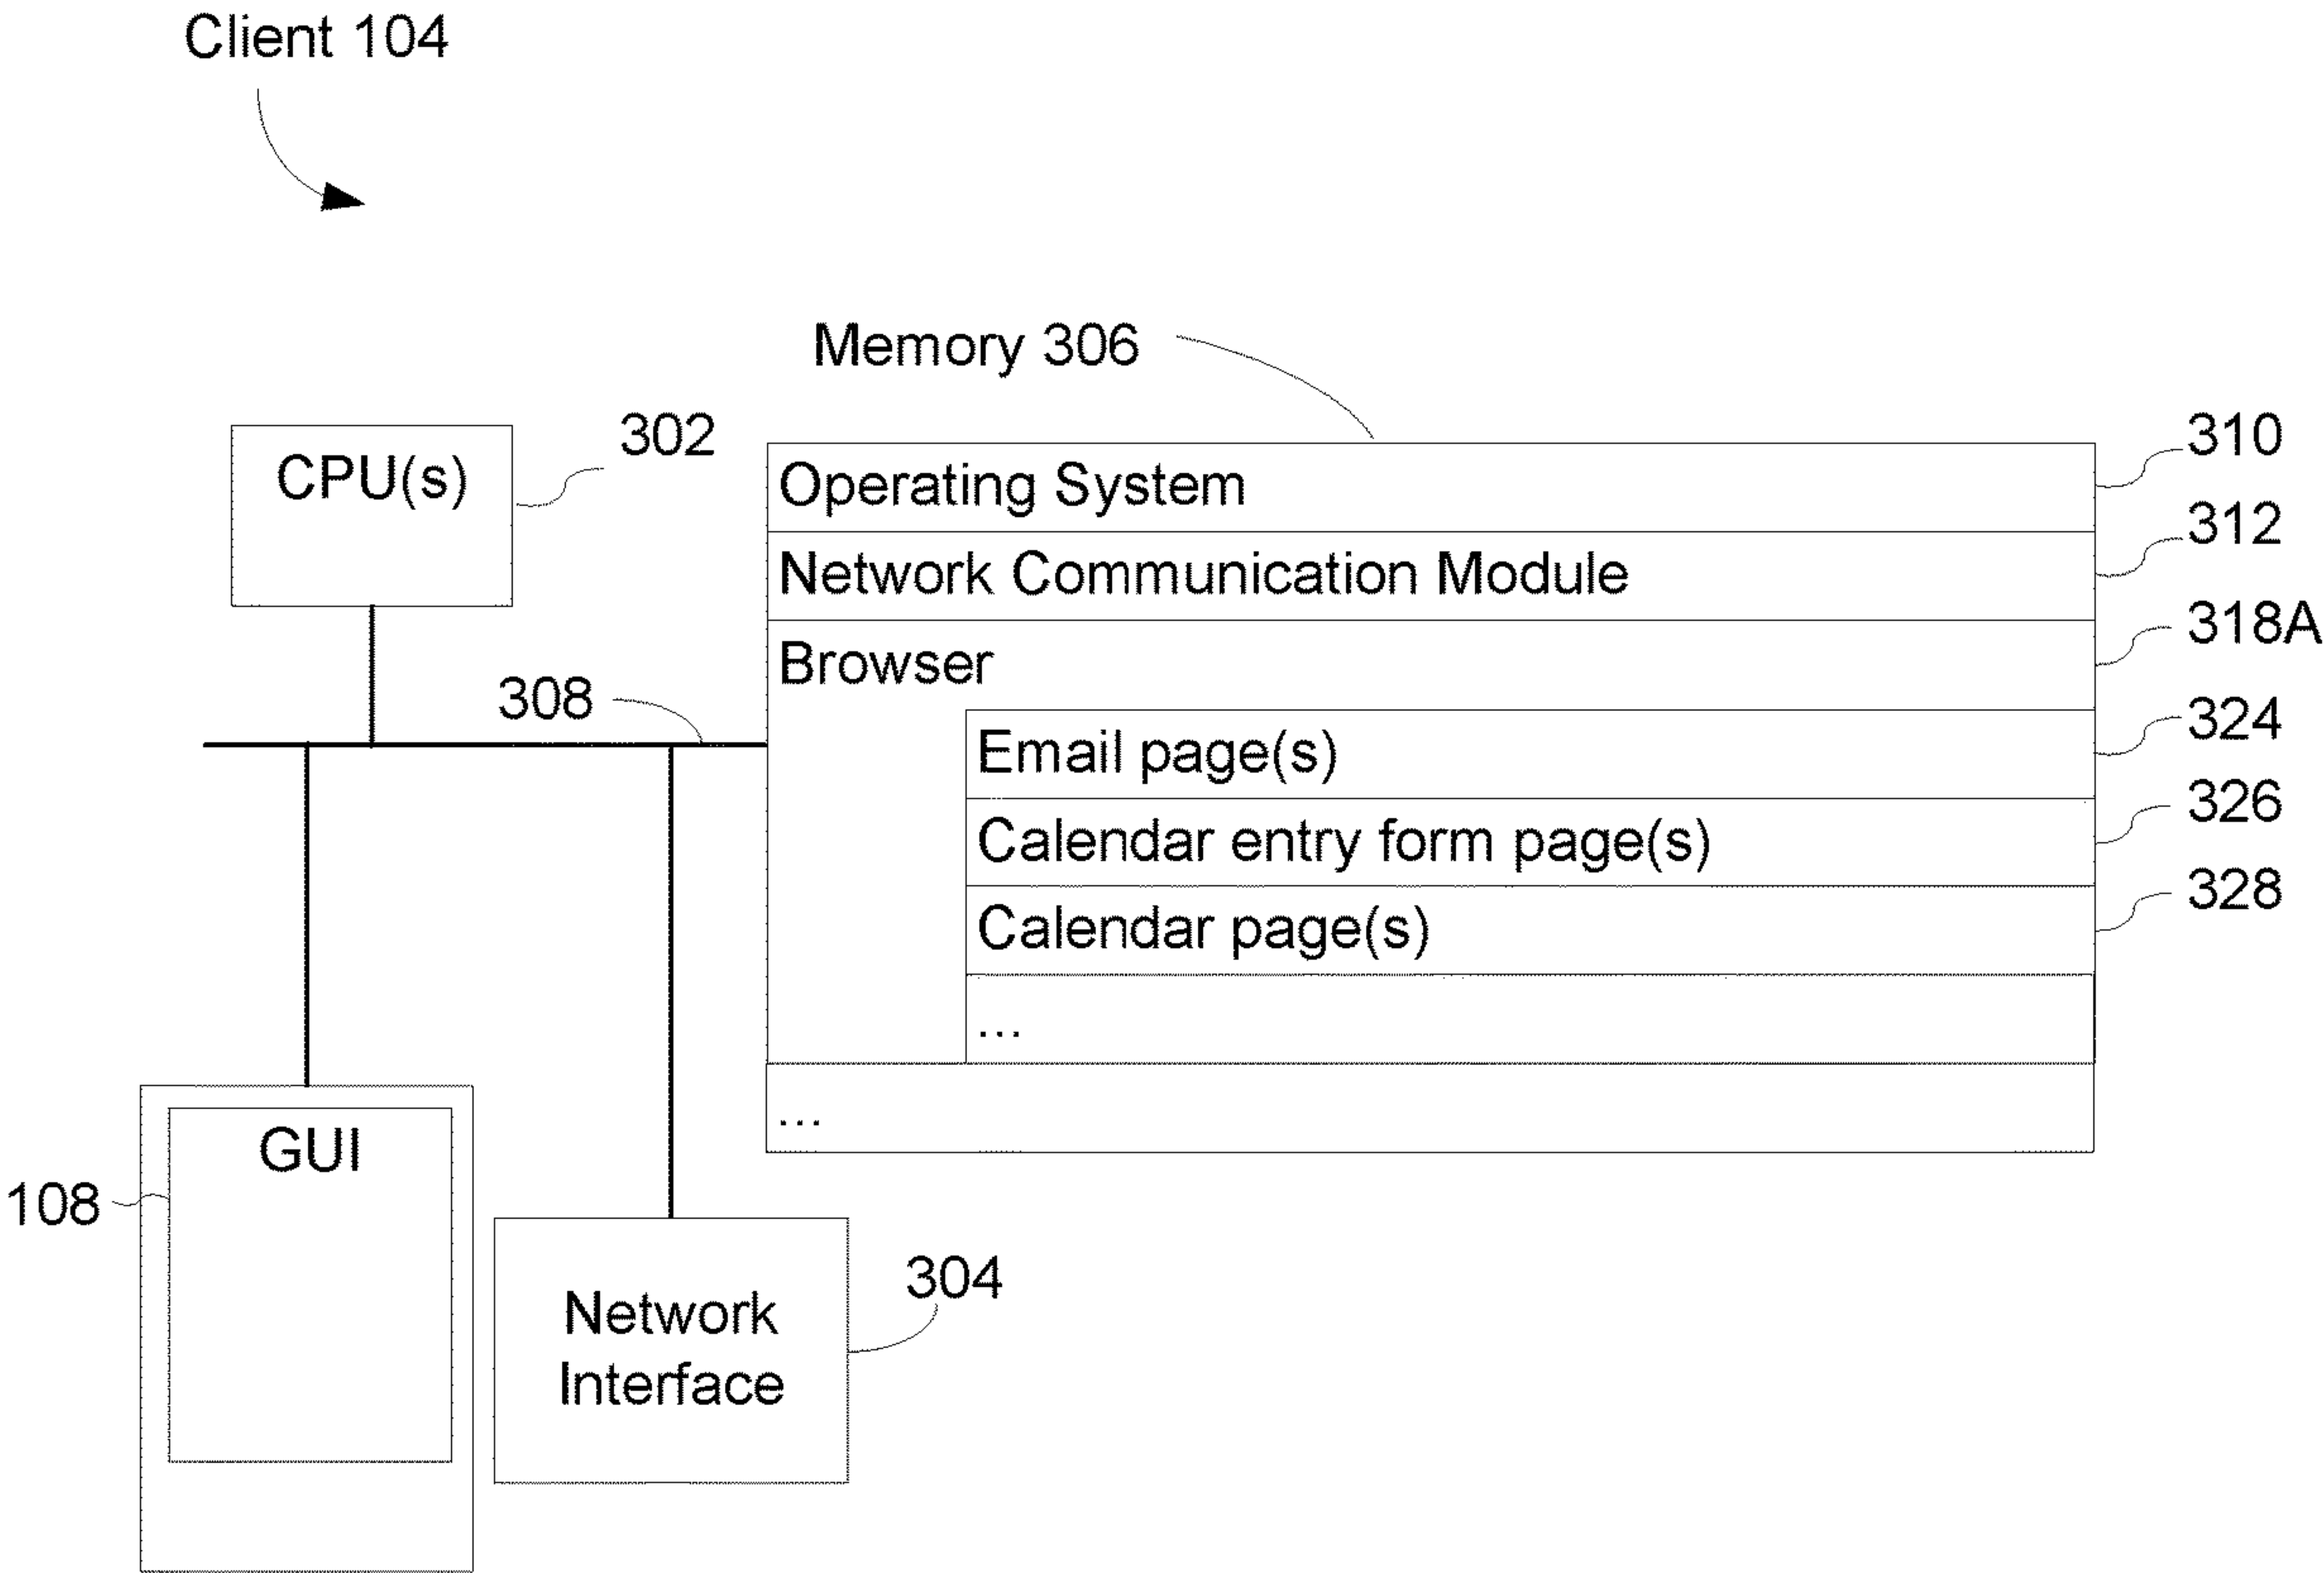 Client 104
Memory 306
CPU(s)
302
Operating System
310
Network Communication Module
312
Browser
318A
308
Email page(s)
324
Calendar entry form page(s)
326
Calendar page(s)
328
...
...
GUI
108
Network
Interface
304